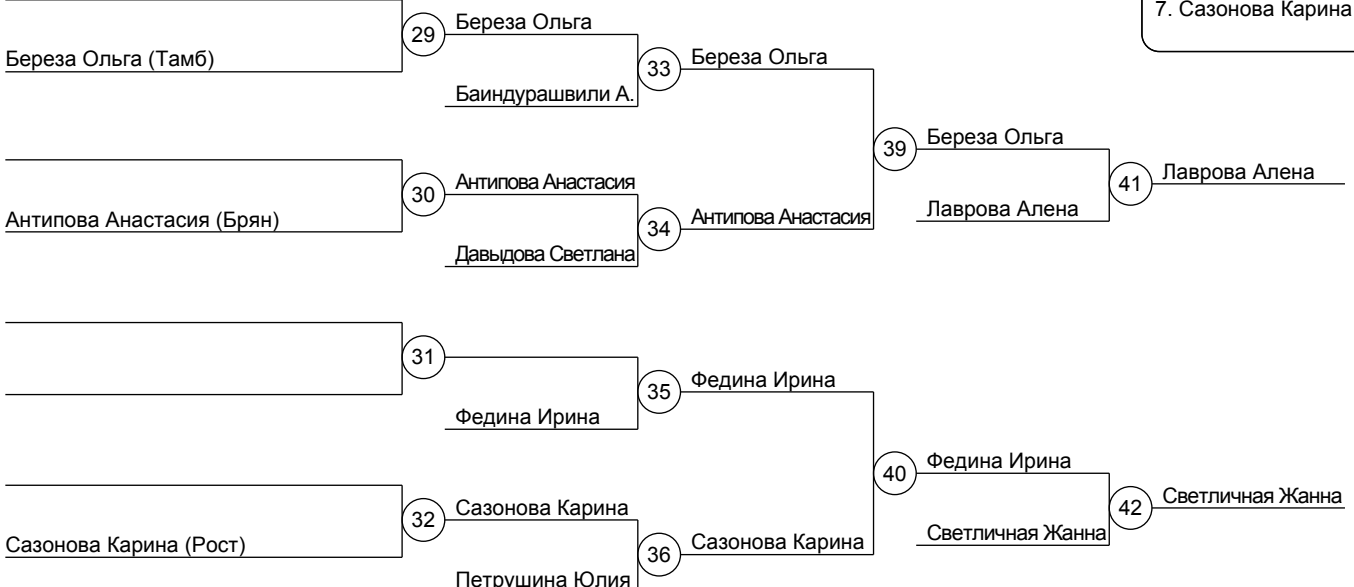 7. Сазонова Карина
29
Береза Ольга
Береза Ольга (Тамб)
33
Береза Ольга
Баиндурашвили А.
39
Береза Ольга
30
Антипова Анастасия
41
Лаврова Алена
Антипова Анастасия (Брян)
34
Антипова Анастасия
Лаврова Алена
Давыдова Светлана
31
35
Федина Ирина
Федина Ирина
40
Федина Ирина
32
Сазонова Карина
42
Светличная Жанна
Сазонова Карина (Рост)
36
Сазонова Карина
Светличная Жанна
Петрушина Юлия